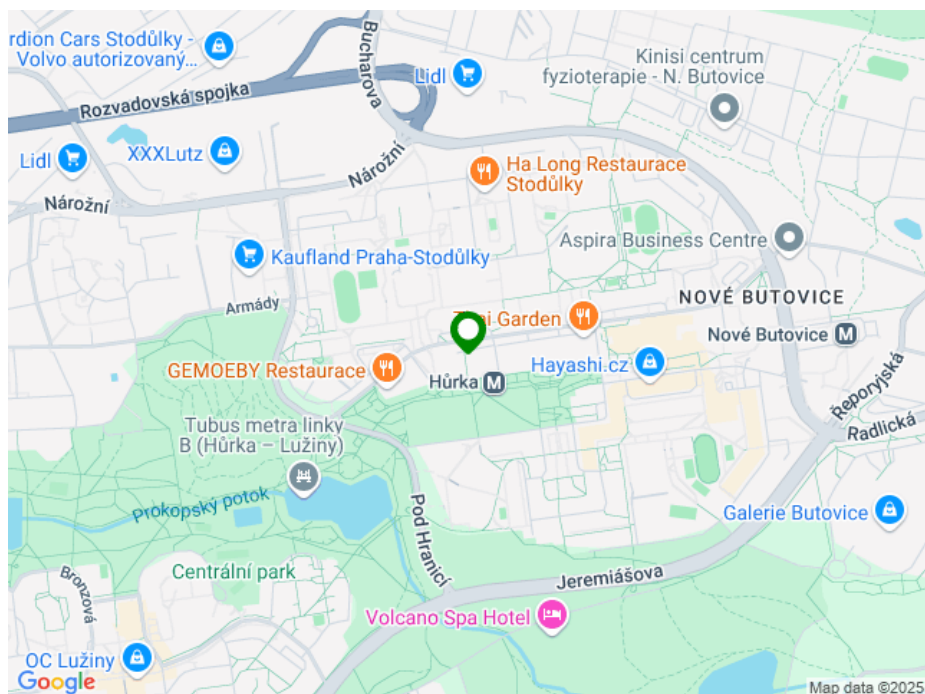 rdion Cars Stodůlky -
Volvo autorizovaný...
Bucharova
Lidl
Kinisi centrum
fyzioterapie - N. Butovice
Rozvadovská spojka
Lidl
XXXLutz
Nárožní
Ha Long Restaurace
Stodůlky
Nárožní
Kaufland Praha-Stodůlky
Aspira Business Centre
Armády
NOVÉ BUTOVICE
Garden
Nové Butovice M
GEMOEBY Restaurace
Hůrka M
Hayashi.cz
Řeporyjská
Radlická
Tubus metra linky
B (Hůrka – Lužiny)
Prokopský potok
Pod Hranicí
Galerie Butovice
Centrální park
Bronzová
Jeremiášova
Volcano Spa Hotel
OC Lužiny
Google
Map data ©2025